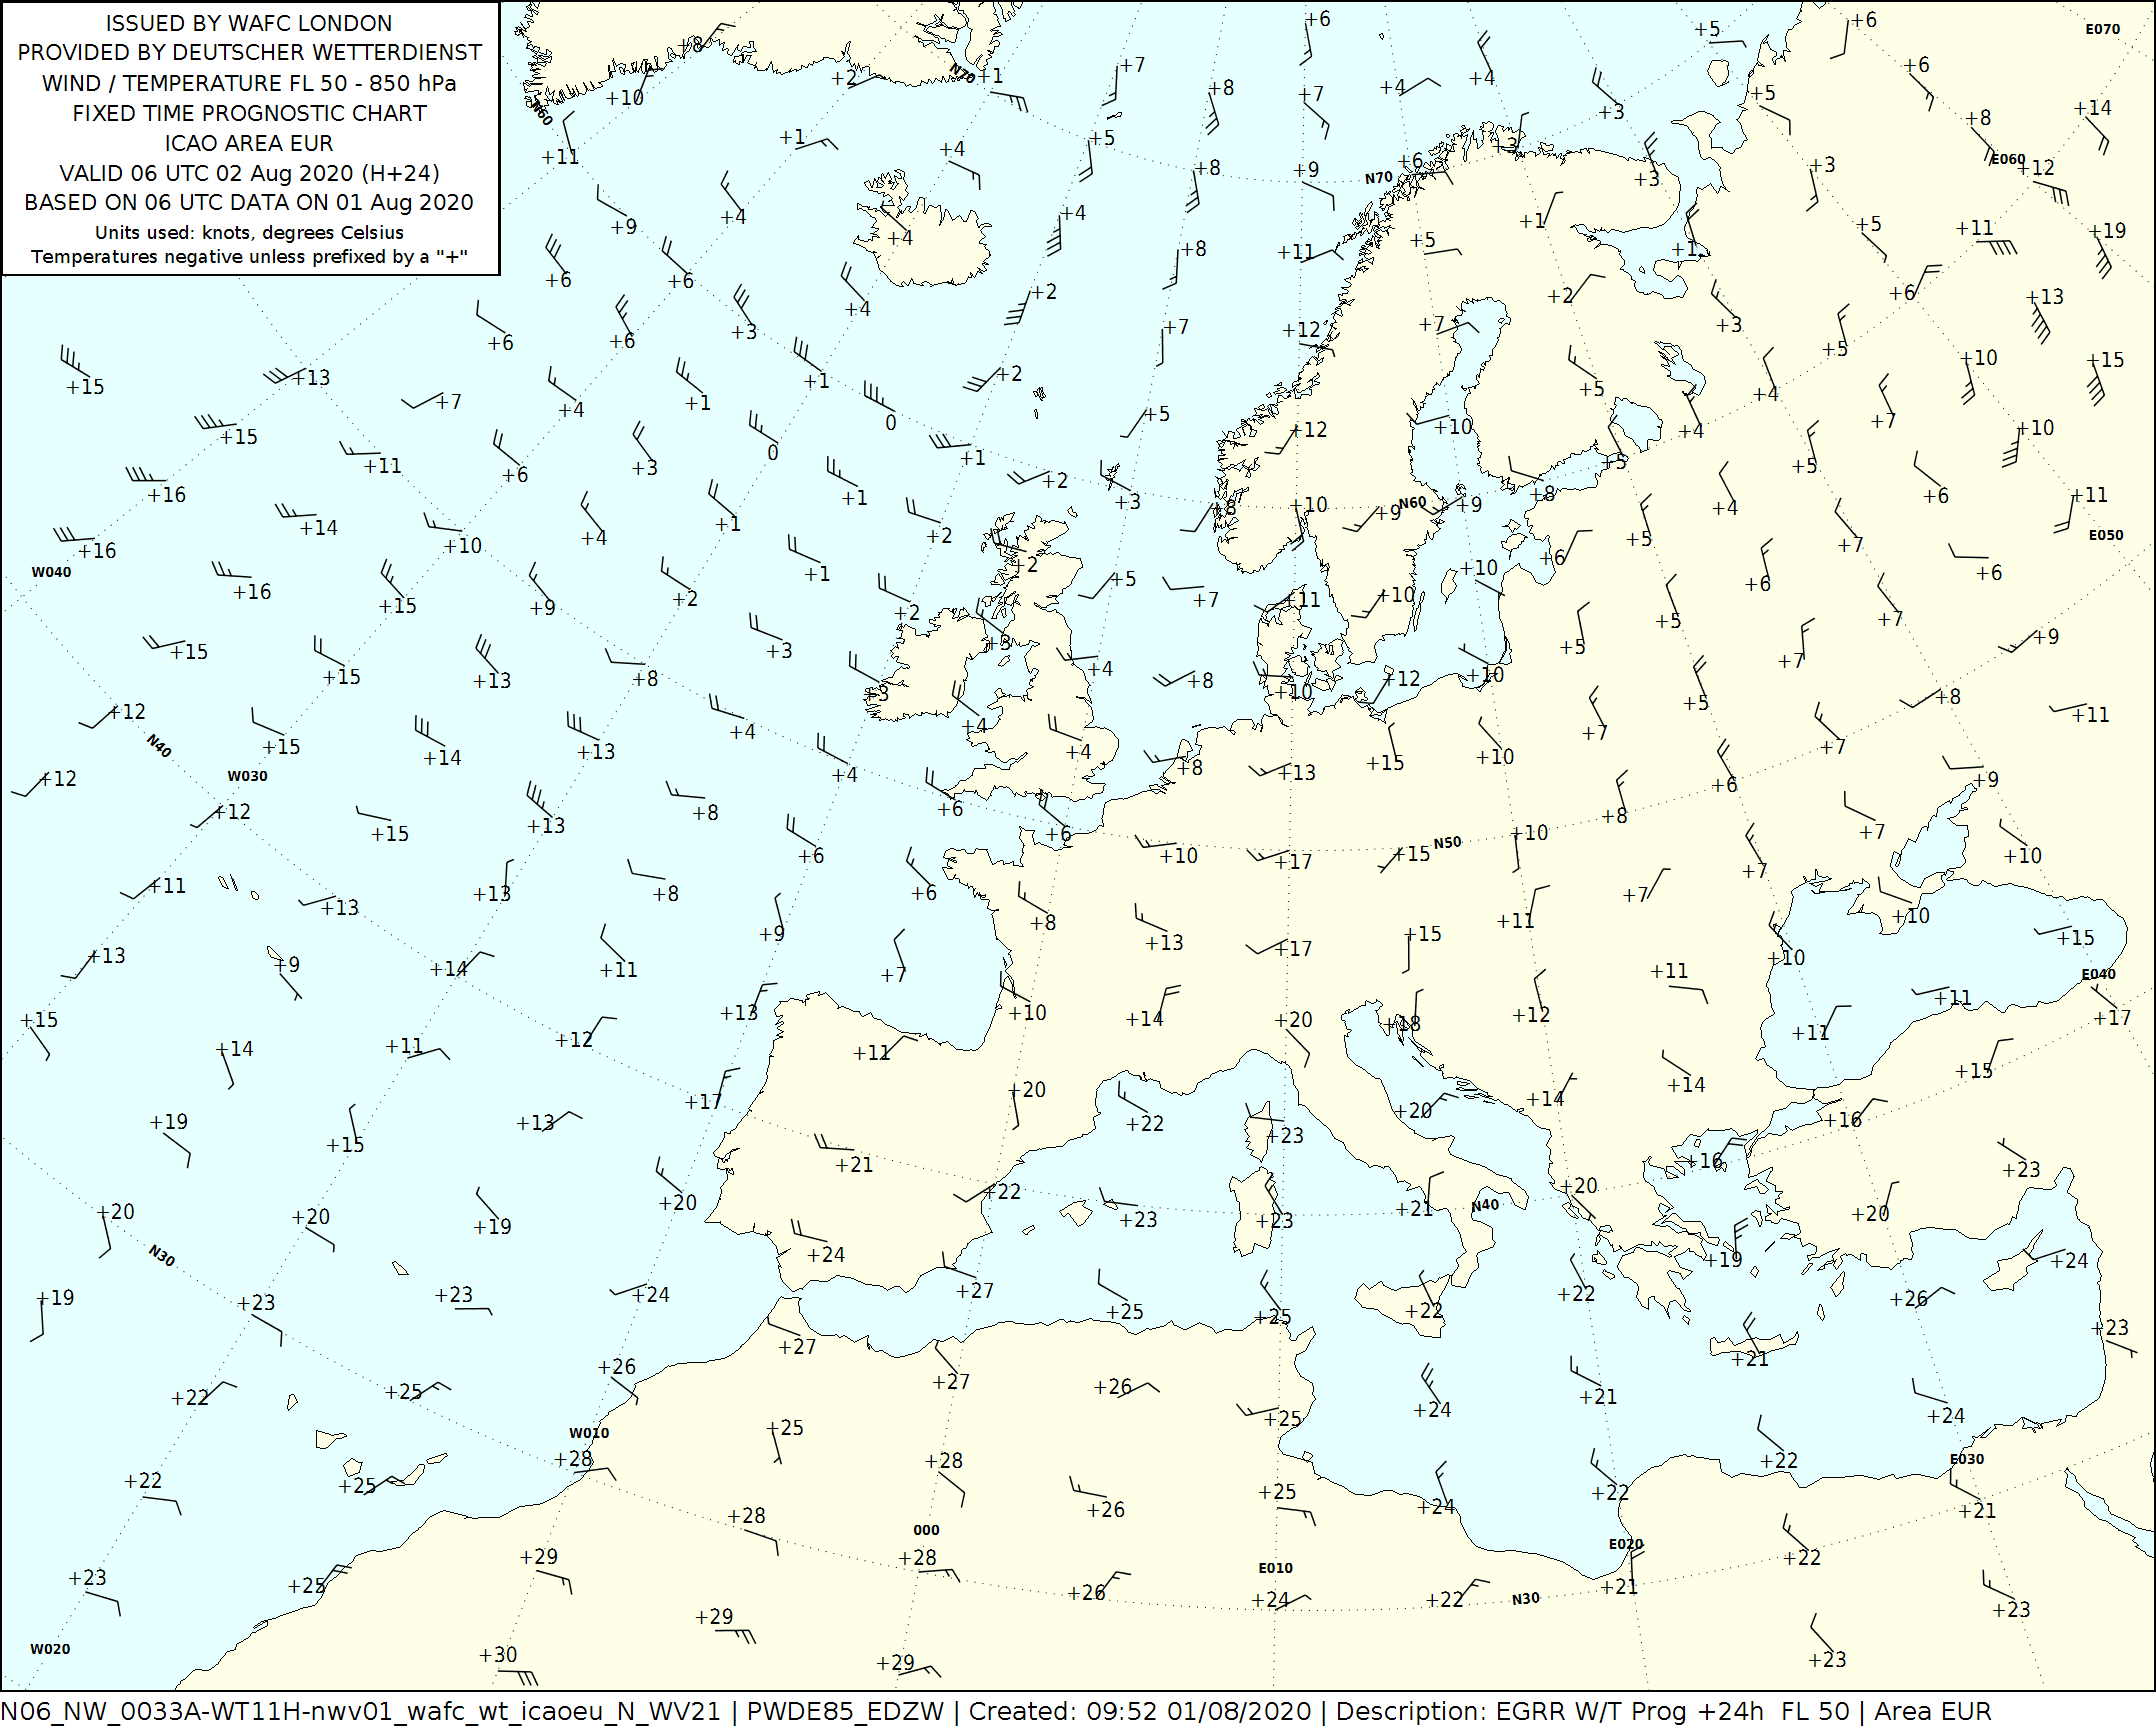 ISSUED BY WAFC LONDON
PROVIDED BY DEUTSCHER WETTERDIENST
WIND / TEMPERATURE FL 50 - 850 hPa
FIXED TIME PROGNOSTIC CHART
ICAO AREA EUR
VALID 06 UTC 02 Aug 2020 (H+24)
BASED ON 06 UTC DATA ON 01 Aug 2020
Units used: knots, degrees Celsius
Temperatures negative unless prefixed by a "+"
+6 +6 +5 E070
+8 +7 +6
+10 +2 N70 +1 +8 +7 +4 +4 +5
N60 +3 +8 +14
+11 +1 +4 +5 +9 +6 +3 E060
+8 N70 +3 +3 +12
+9 +4 +4 +4 +1 +5 +11 +19
+6 +6 +8 +11 +5 +1
+6 +6 +3 +4 +2 +7 +12 +7 +2 +3 +6 +13
+15 +13 +7 +4 +1 +1 +2 +5 +5 +4 +5 +10 +15
+15 +11 +6 +3 0 0 +1 +12 +10 +4 +7 +10
+16 +14 +4 +1 +1 +2 +3 +8 +10 +9 N60 +9 +8 +5 +4 +5 +6 +11
+16 +10 +2 +2 +10 +6 +5 +7 E050
W040 +16 +15 +9 +2 +1 +2 +5 +7 +11 +10 +6 +6
+15 +15 +13 +8 +3 +3 +3 +4 +8 +10 +12 +10 +5 +5 +7 +7 +9
+12 +15 +14 +13 +4 +4 +4 +15 +10 +7 +5 +7 +8 +11
N40
+12 W030 +12 +15 +13 +8 +4 +6 +6 +8 +13 +8 +6 +9
+11 +13 +13 +8 +6 +6 +10 +17 +15 N50 +10 +7 +7 +10
+13 +9 +14 +11 +9 +7 +8 +13 +17 +15 +11 +7 +10 +10 +15
+15 +14 +11 +12 +13 +11 +10 +14 +20 +18 +12 +11 +11 +11 E040 +17
+19 +15 +13 +17 +20 +22 +23 +20 +14 +14 +16 +15
+20 +20 +19 +20 +21 +22 +23 +23 +21 N40 +20 +16 +20 +23
N30
+19 +23 +23 +24 +24 +27 +25 +25 +22 +22 +19 +26 +24
+22 +25 +26 +27 +27 +26 +25 +24 +21 +21 +24 +23
+22 +25 W010 +28 +25 +28 +26 +25 +24 +22 +22 E030 +21
+23 +25 +29 +28 000 +28 +26 E010 +24 +22 N30 E020 +21 +22 +23
W020 +30 +29 +29 +23
N06_NW_0033A-WT11H-nwv01_wafc_wt_icaoeu_N_WV21 | PWDE85_EDZW | Created: 09:52 01/08/2020 | Description: EGRR W/T Prog +24h FL 50 | Area EUR